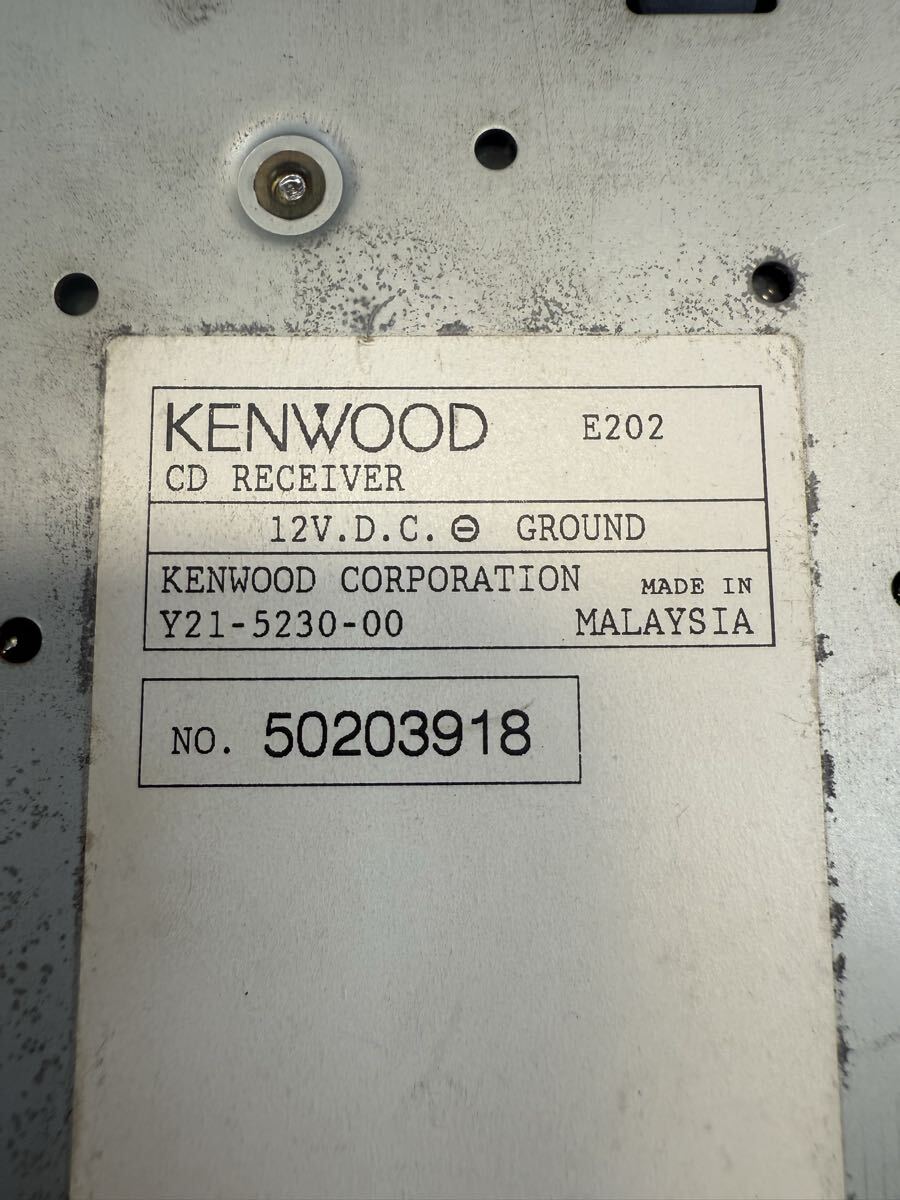 KENWOOD E202
CD RECEIVER
12V.D.C. ⊖ GROUND
KENWOOD CORPORATION MADE IN
Y21-5230-00 MALAYSIA
NO. 50203918